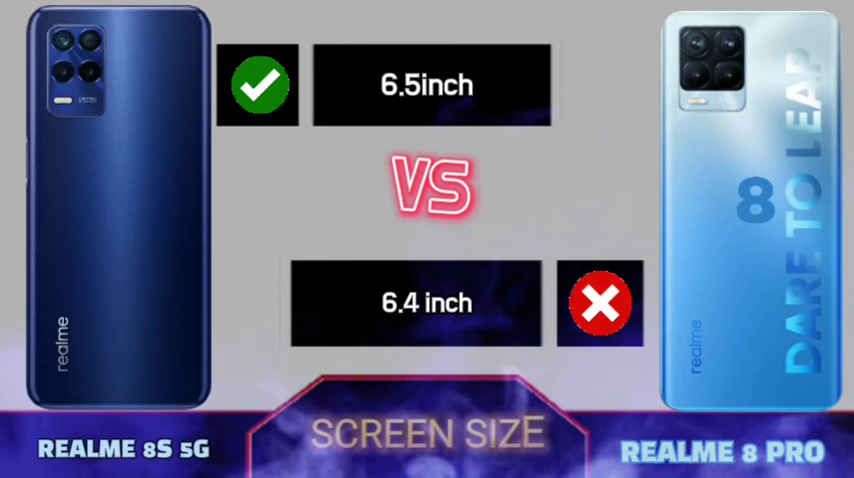 6.5inch
VS
6.4 inch
realme
realme
8
DARE TO LEAP
SCREEN SIZE
REALME 8S 5G
REALME 8 PRO